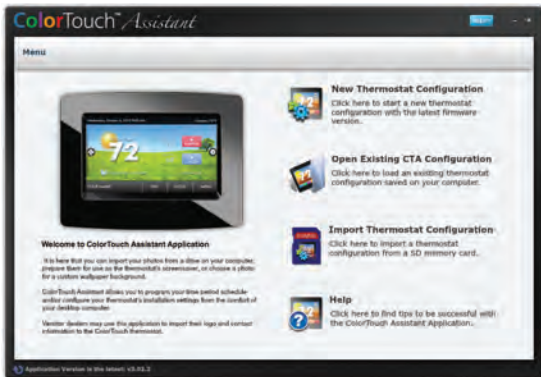 ColorTouch™ Assistant
Menu
72
Welcome to ColorTouch Assistant Application
It is here that you can import your photos from a drive on your computer,
prepare them for use as the thermostat's screensaver, or choose a photo
for a custom wallpaper background.
ColorTouch Assistant allows you to program your time period schedule
and/or configure your thermostat's installation settings from the comfort of
your desktop computer.
Venstar dealers may use this application to import their logo and contact
information to the ColorTouch thermostat.
New Thermostat Configuration
Click here to start a new thermostat
configuration with the latest firmware
version.
Open Existing CTA Configuration
Click here to load an existing thermostat
configuration saved on your computer.
Import Thermostat Configuration
Click here to import a thermostat
configuration from a SD memory card.
Help
Click here to find tips to be successful with
the ColorTouch Assistant Application.
Application Version is the latest: